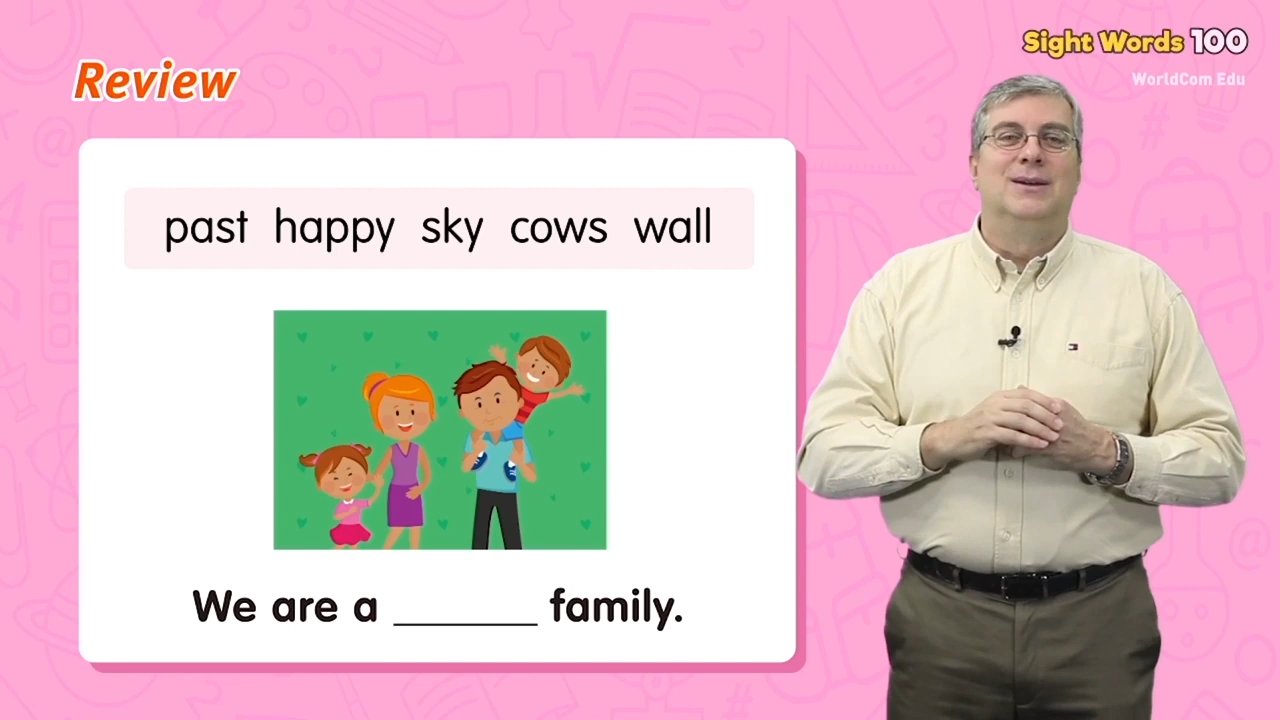 Sight Words 100
WorldCom Edu
Review
past happy sky cows wall
We are a _______ family.